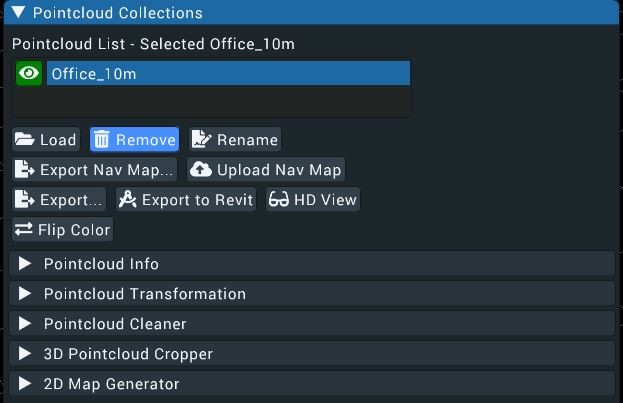 Pointcloud Collections
Pointcloud List - Selected Office_10m
Office_10m
Load Remove Rename
Export Nav Map... Upload Nav Map
Export... Export to Revit HD View
Flip Color
Pointcloud Info
Pointcloud Transformation
Pointcloud Cleaner
3D Pointcloud Cropper
2D Map Generator